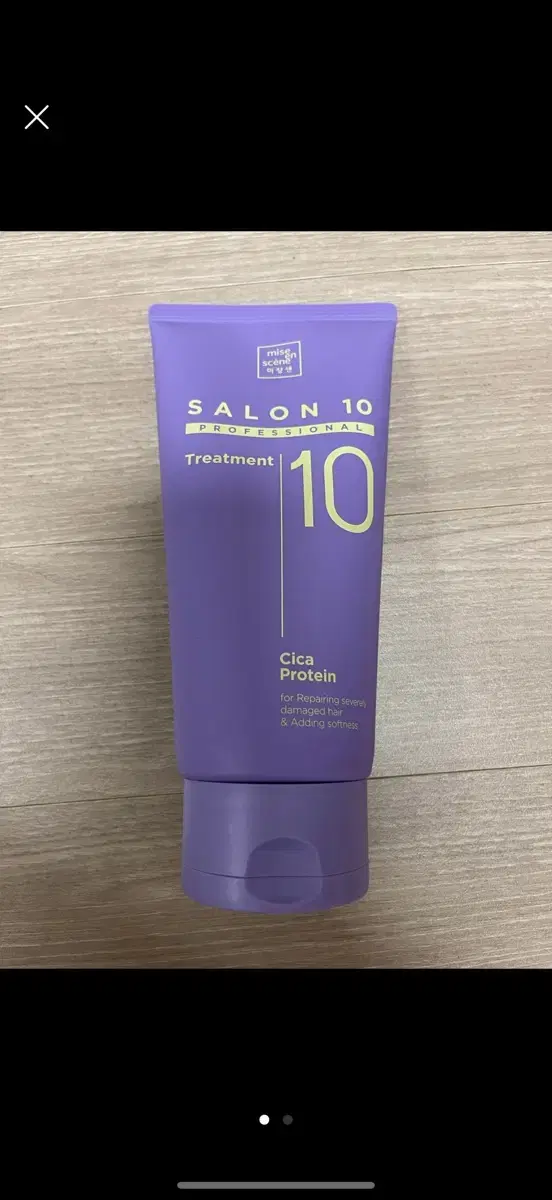 mise
en
scène
미쟝센
SALON 10
PROFESSIONAL
Treatment
10
Cica
Protein
for Repairing severely
damaged hair
& Adding softness